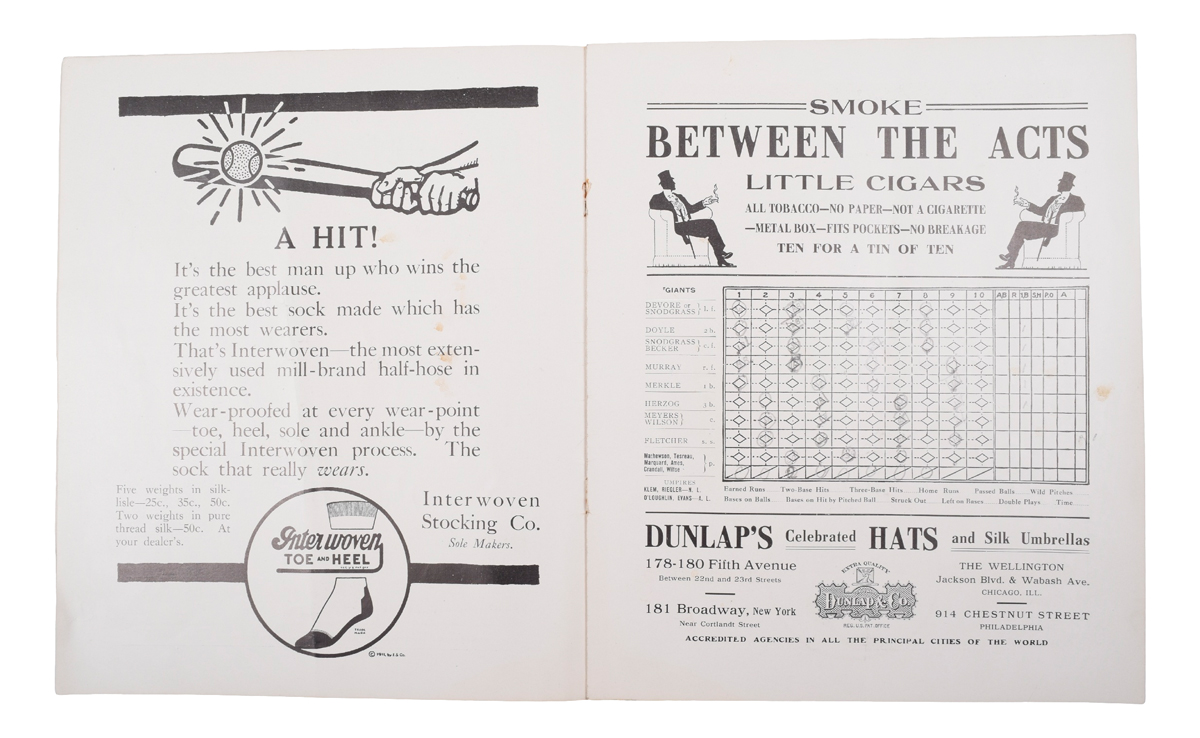 A HIT!
It's the best man up who wins the
greatest applause.
It's the best sock made which has
the most wearers.
That's Interwoven—the most exten-
sively used mill-brand half-hose in
existence.
Wear-proofed at every wear-point
—toe, heel, sole and ankle—by the
special Interwoven process. The
sock that really wears.
Five weights in silk-
lisle—25c., 35c., 50c.
Two weights in pure
thread silk—50c. At
your dealer's.
Interwoven
Stocking Co.
Sole Makers.
Interwoven
TOE AND HEEL
TRADE
MARK
SMOKE
BETWEEN THE ACTS
LITTLE CIGARS
ALL TOBACCO—NO PAPER—NOT A CIGARETTE
—METAL BOX—FITS POCKETS—NO BREAKAGE
TEN FOR A TIN OF TEN
GIANTS 1 2 3 4 5 6 7 8 9 10 A.B R 1.B S.H P.O A
DEVORE or
SNODGRASS } l. f.
DOYLE 2 b.
SNODGRASS
BECKER } c. f.
MURRAY r. f.
MERKLE 1 b.
HERZOG 3 b.
MEYERS
WILSON } c.
FLETCHER s. s.
Mathewson, Tesreau,
Marquard, Ames,
Crandall, Wiltse } p.
UMPIRES
KLEM, RIEGLER—N. L.
O'LOUGHLIN, EVANS—A. L.
Earned Runs Two-Base Hits Three-Base Hits Home Runs Passed Balls Wild Pitches
Bases on Balls Bases on Hit by Pitched Ball Struck Out Left on Bases Double Plays Time
DUNLAP'S Celebrated HATS and Silk Umbrellas
178-180 Fifth Avenue
Between 22nd and 23rd Streets
181 Broadway, New York
Near Cortlandt Street
EXTRA QUALITY
DUNLAP & CO.
REG. U.S. PAT. OFFICE
THE WELLINGTON
Jackson Blvd. & Wabash Ave.
CHICAGO, ILL.
914 CHESTNUT STREET
PHILADELPHIA
ACCREDITED AGENCIES IN ALL THE PRINCIPAL CITIES OF THE WORLD